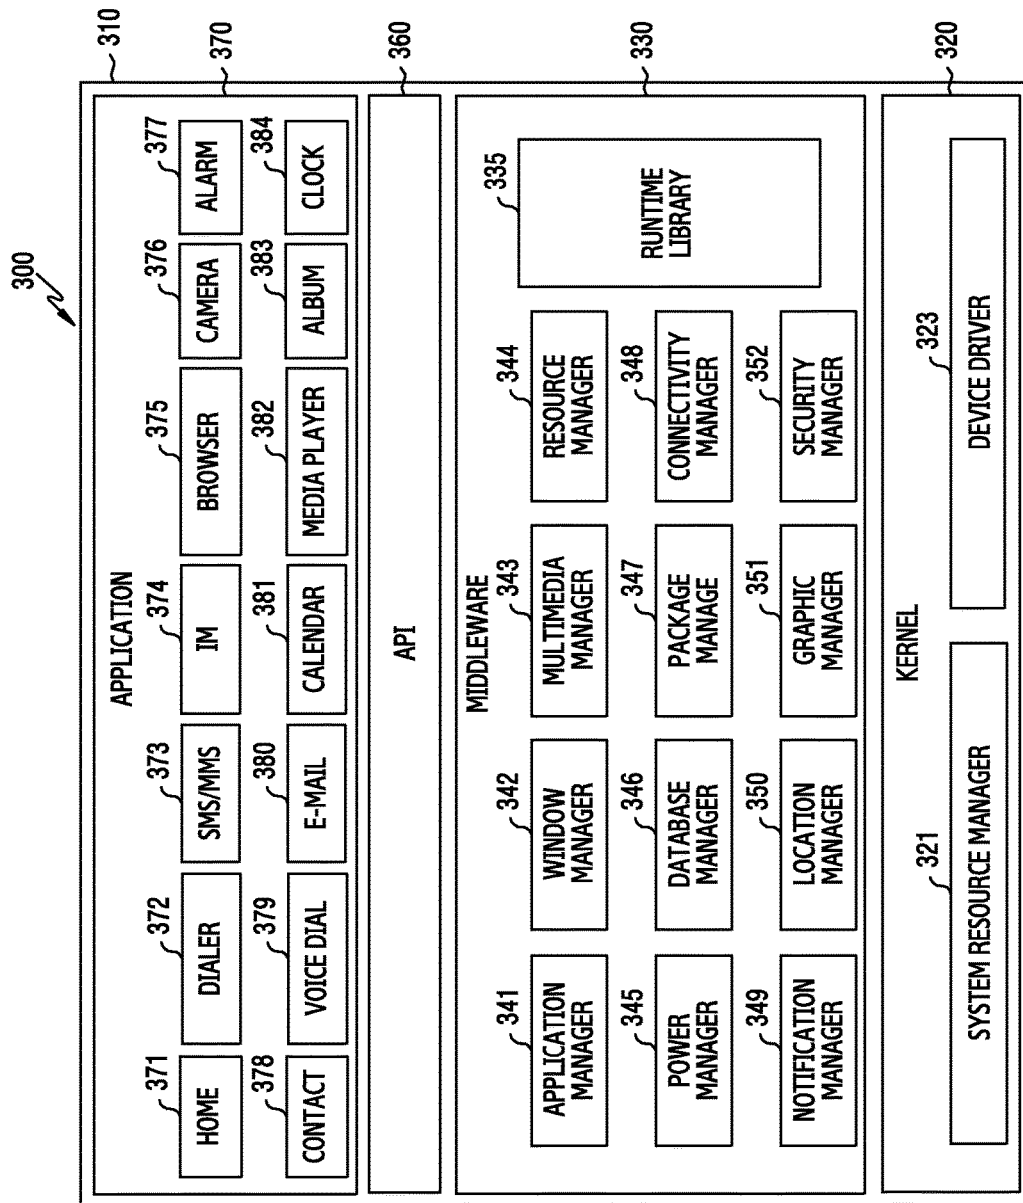 300
310
APPLICATION
370
371
372
373
374
375
376
377
HOME
DIALER
SMS/MMS
IM
BROWSER
CAMERA
ALARM
378
379
380
381
382
383
384
CONTACT
VOICE DIAL
E-MAIL
CALENDAR
MEDIA PLAYER
ALBUM
CLOCK
API
360
MIDDLEWARE
330
341
342
343
344
335
APPLICATION
MANAGER
WINDOW
MANAGER
MULTIMEDIA
MANAGER
RESOURCE
MANAGER
RUNTIME
LIBRARY
345
346
347
348
POWER
MANAGER
DATABASE
MANAGER
PACKAGE
MANAGE
CONNECTIVITY
MANAGER
349
350
351
352
NOTIFICATION
MANAGER
LOCATION
MANAGER
GRAPHIC
MANAGER
SECURITY
MANAGER
KERNEL
320
321
323
SYSTEM RESOURCE MANAGER
DEVICE DRIVER